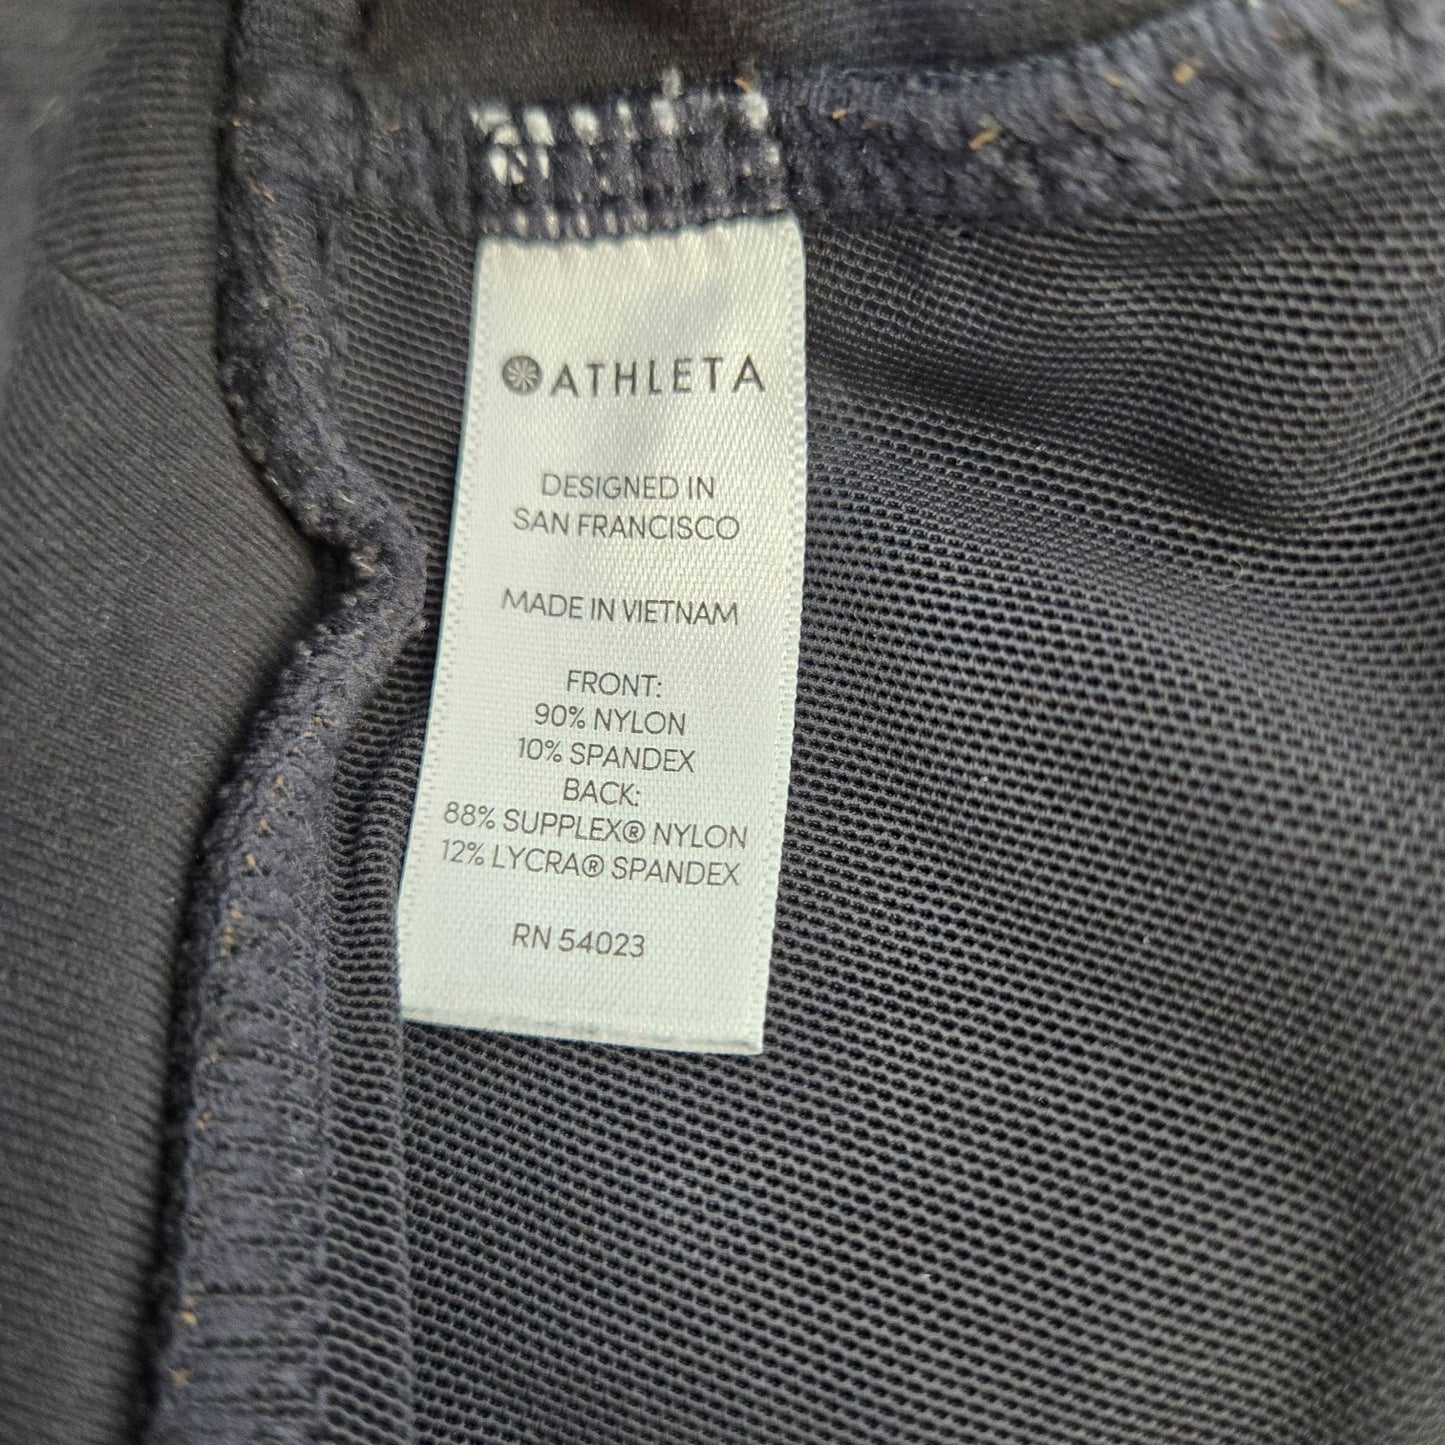 ATHLETA
DESIGNED IN
SAN FRANCISCO
MADE IN VIETNAM
FRONT:
90% NYLON
10% SPANDEX
BACK:
88% SUPPLEX® NYLON
12% LYCRA® SPANDEX
RN 54023